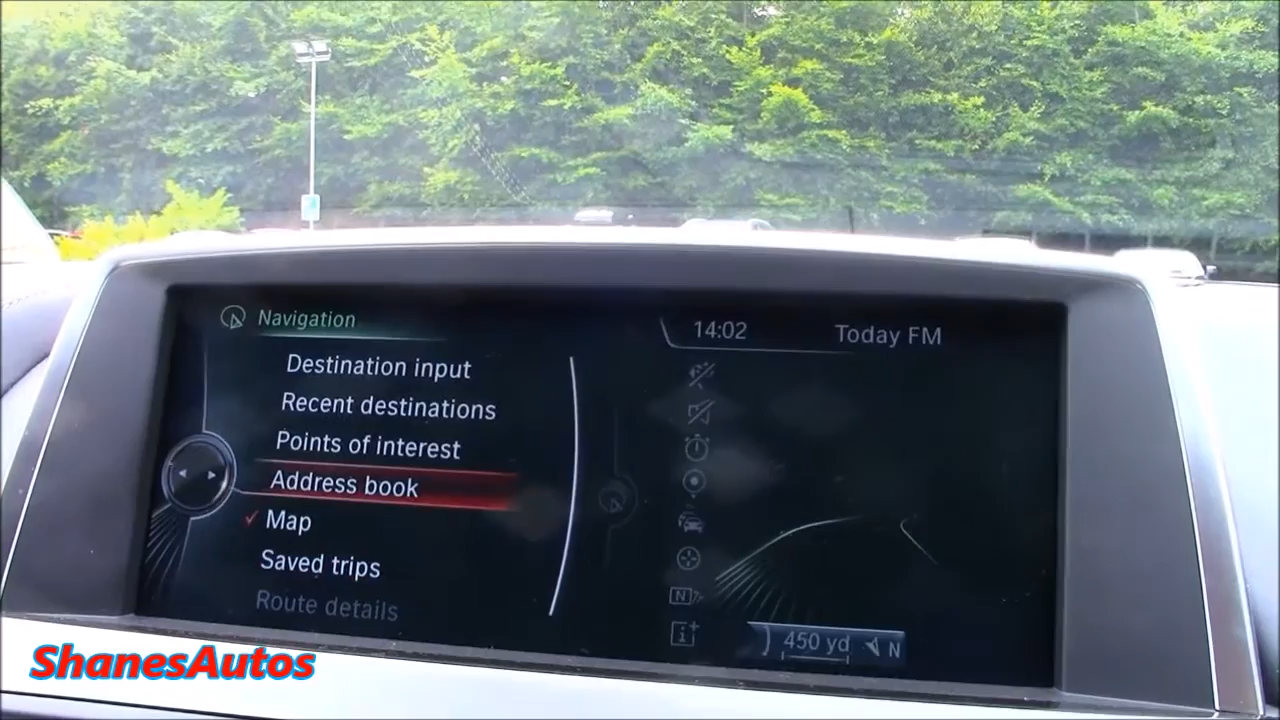 Navigation
14:02 Today FM
Destination input
Recent destinations
Points of interest
Address book
Map
Saved trips
Route details
450 yd N
ShanesAutos